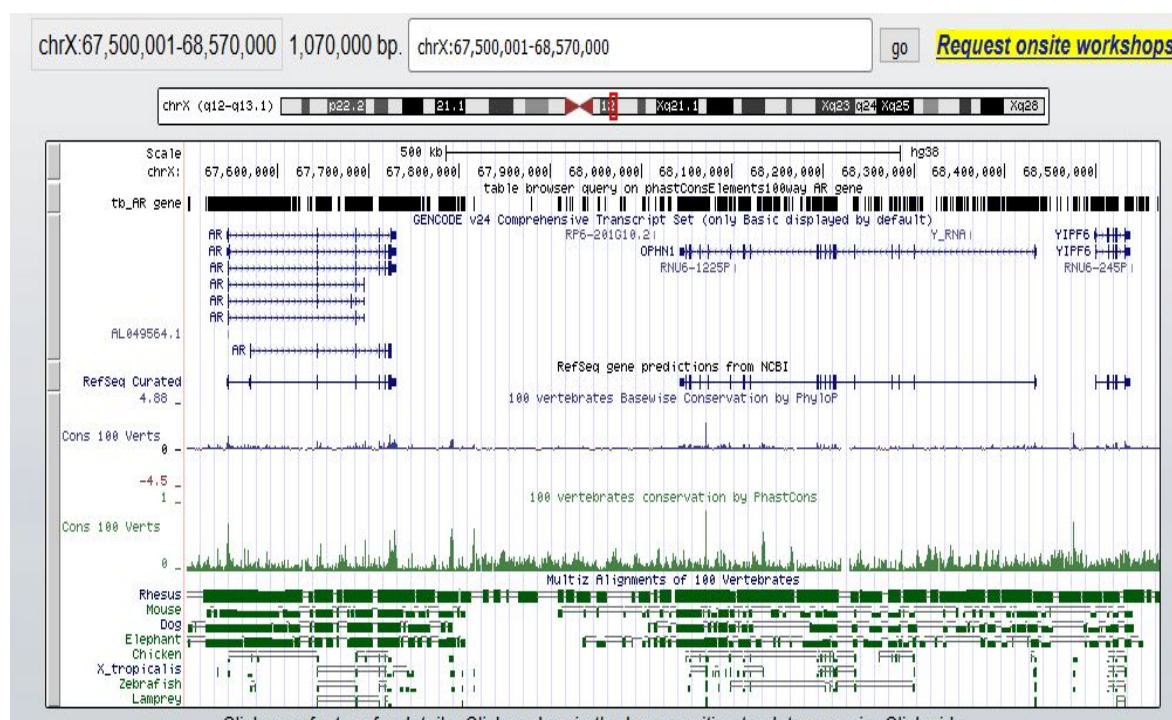 chrX:67,500,001-68,570,000 1,070,000 bp. chrX:67,500,001-68,570,000 go Request onsite workshops
chrX (q12-q13.1) p22.2 21.1 Xq21.1 Xq23 q24 Xq25 Xq28
Scale 500 kb hg38
chrX: 67,600,000| 67,700,000| 67,800,000| 67,900,000| 68,000,000| 68,100,000| 68,200,000| 68,300,000| 68,400,000| 68,500,000|
table browser query on phastConsElements100way AR gene
tb_AR gene
GENCODE v24 Comprehensive Transcript Set (only Basic displayed by default)
AR RP6-201G10.2 Y_RNA YIPF6
AR OPHN1 YIPF6
AR RNU6-1225P RNU6-245P
AR
AR
AR
AL049564.1
AR
RefSeq gene predictions from NCBI
RefSeq Curated
4.88 _ 100 vertebrates Basewise Conservation by PhyloP
Cons 100 Verts
0 -
-4.5 _
1 _ 100 vertebrates conservation by PhastCons
Cons 100 Verts
0 _
Multiz Alignments of 100 Vertebrates
Rhesus
Mouse
Dog
Elephant
Chicken
X_tropicalis
Zebrafish
Lamprey